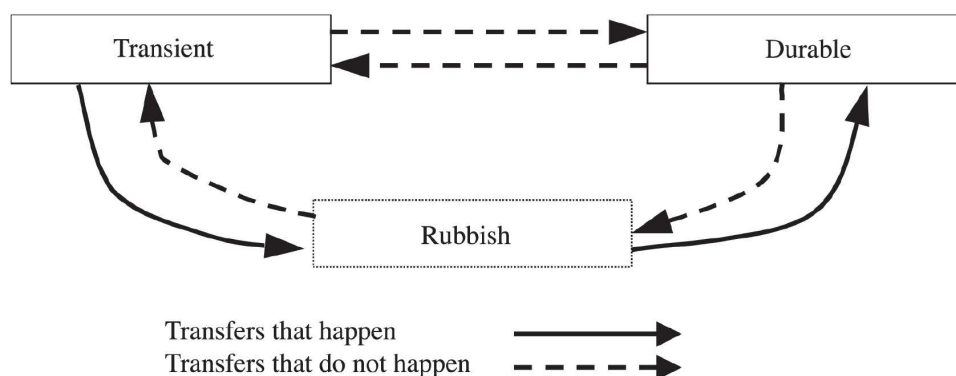 Transient
Durable
Rubbish
Transfers that happen
Transfers that do not happen